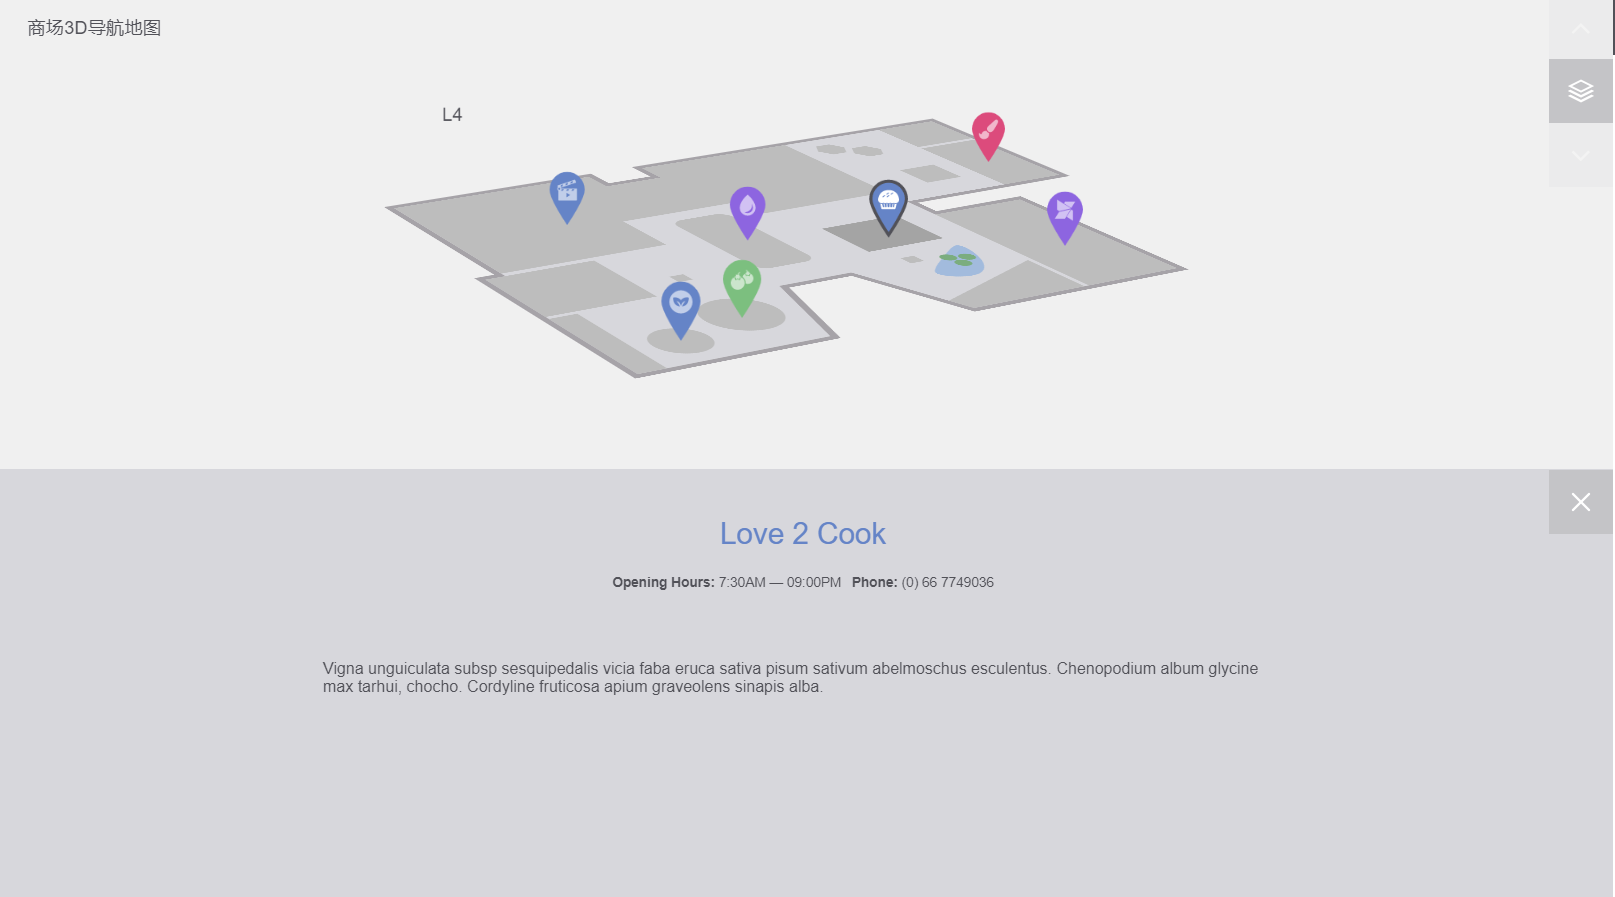 商场3D导航地图
L4
Love 2 Cook
Opening Hours: 7:30AM — 09:00PM Phone: (0) 66 7749036
Vigna unguiculata subsp sesquipedalis vicia faba eruca sativa pisum sativum abelmoschus esculentus. Chenopodium album glycine
max tarhui, chocho. Cordyline fruticosa apium graveolens sinapis alba.